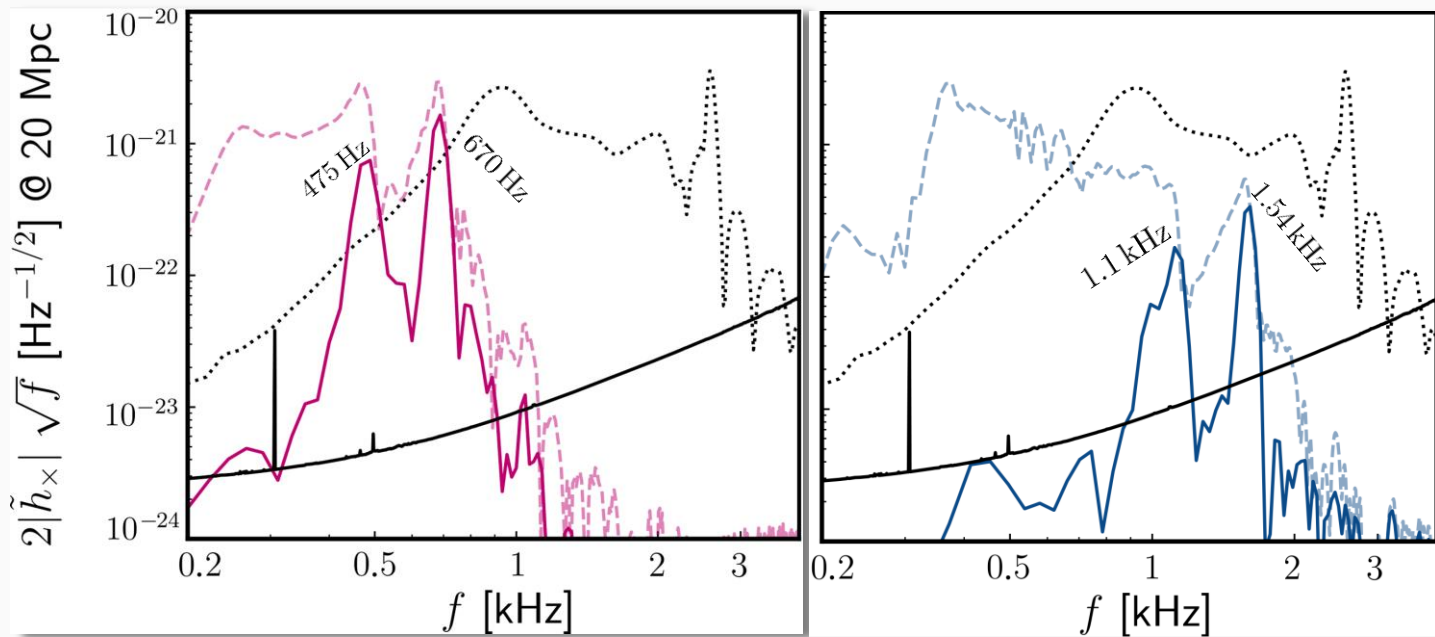 2|h̃×| √f [Hz⁻¹/²] @ 20 Mpc
10⁻²⁰
10⁻²¹
10⁻²²
10⁻²³
10⁻²⁴
475 Hz
670 Hz
0.2 0.5 1 2 3
f [kHz]
1.1 kHz
1.54 kHz
0.2 0.5 1 2 3
f [kHz]